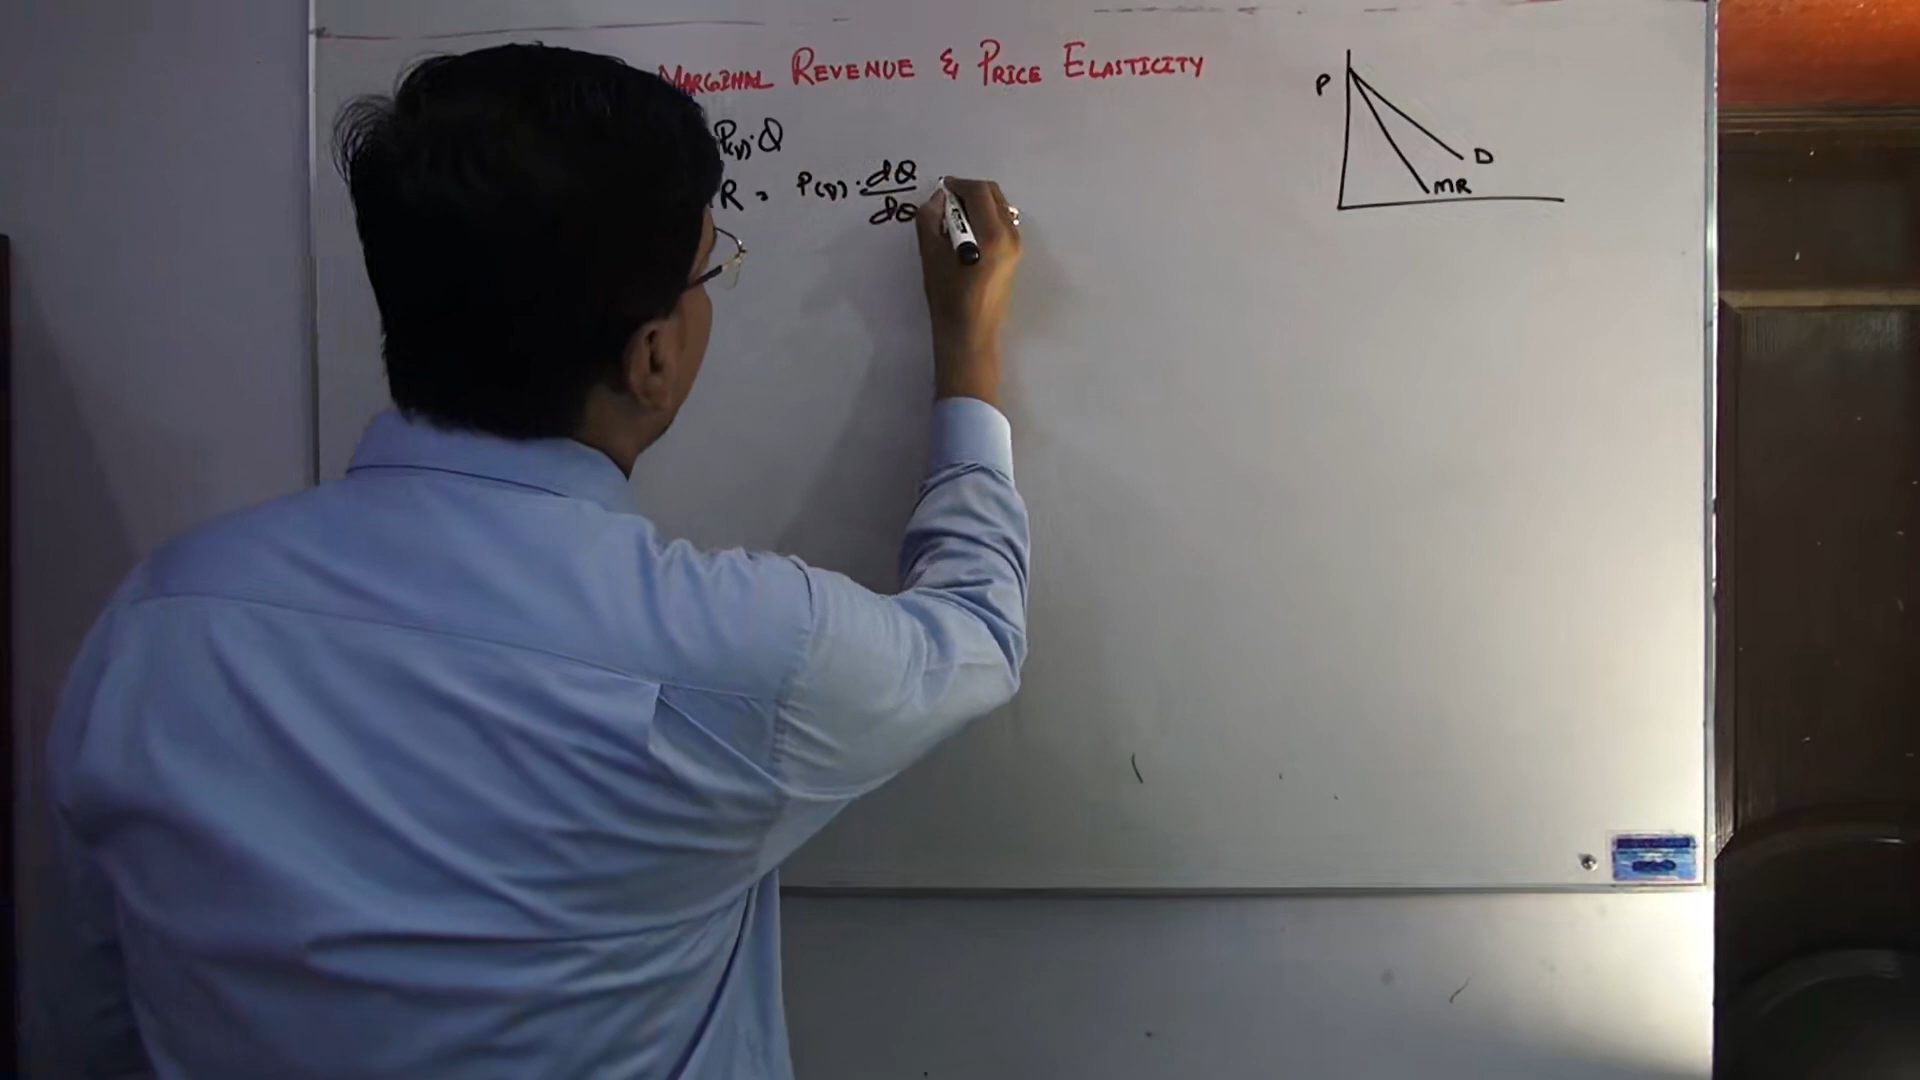 MARGINAL REVENUE & PRICE ELASTICITY
P(y).Q
R = P(y). dQ
dQ
P
D
MR